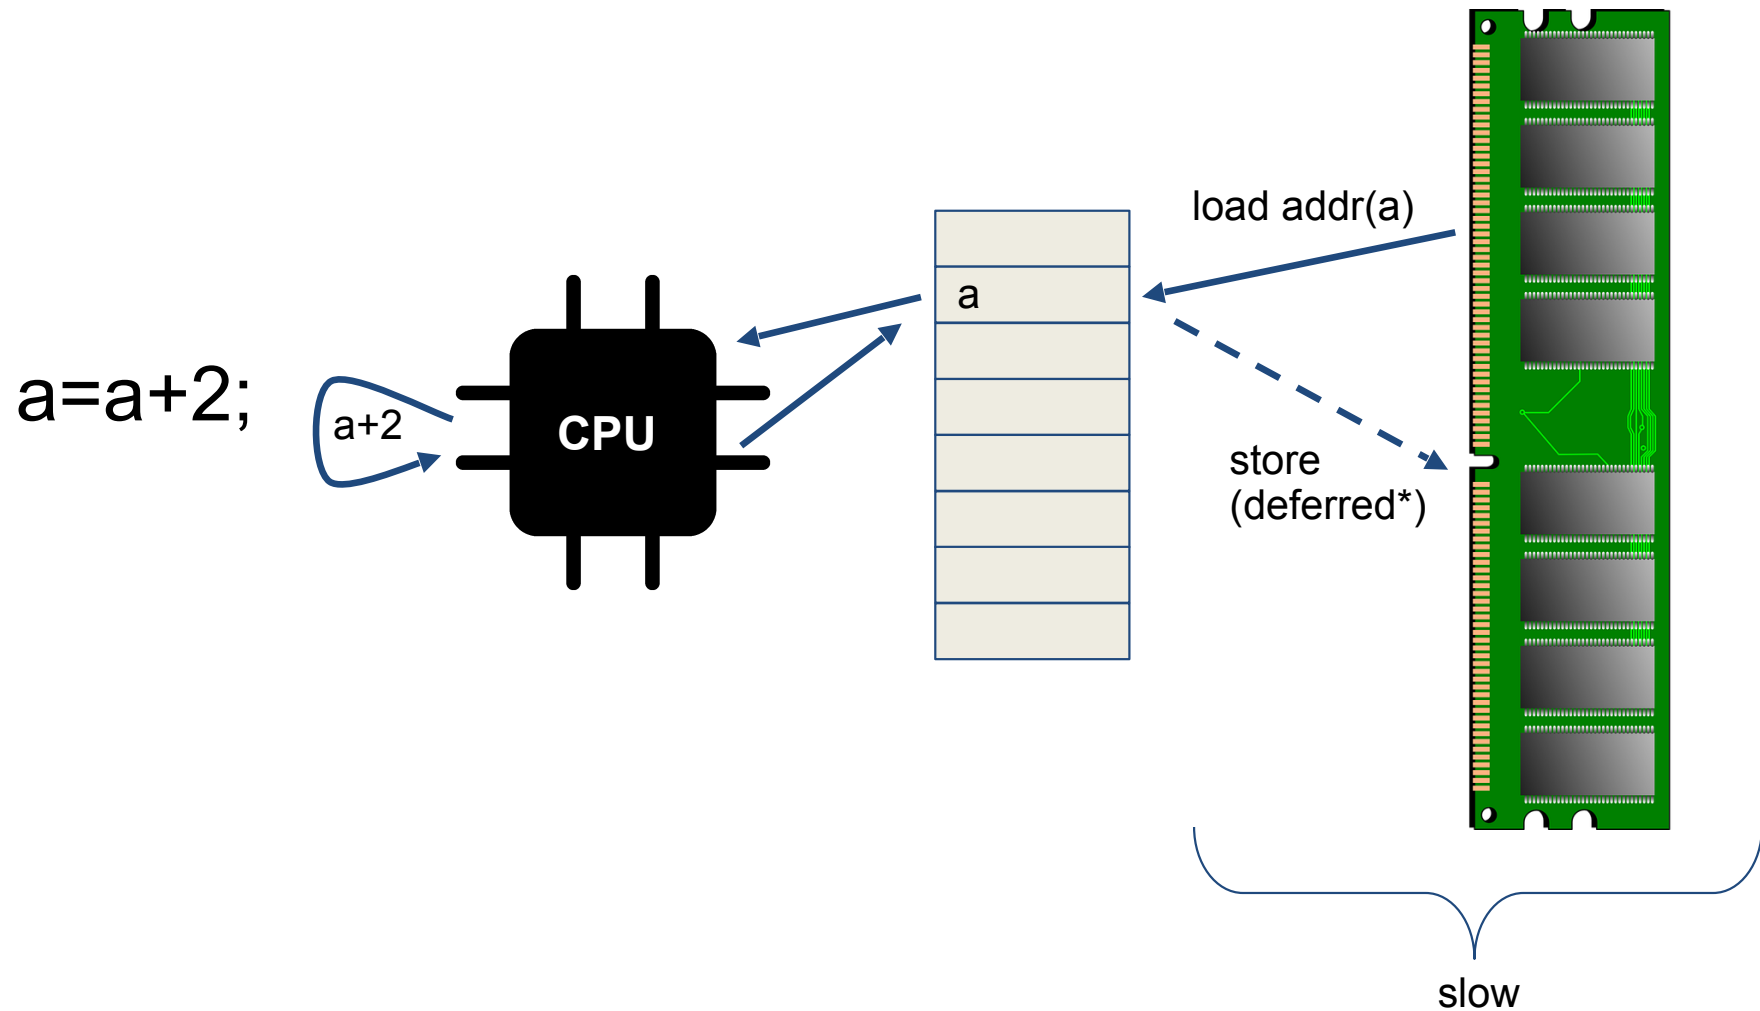 load addr(a)
a
a=a+2;
a+2
CPU
store
(deferred*)
slow